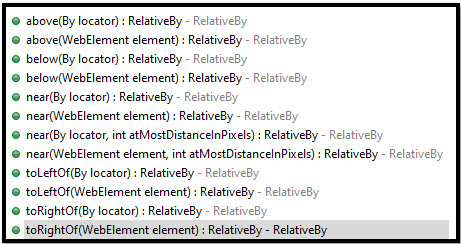 above(By locator) : RelativeBy - RelativeBy
above(WebElement element) : RelativeBy - RelativeBy
below(By locator) : RelativeBy - RelativeBy
below(WebElement element) : RelativeBy - RelativeBy
near(By locator) : RelativeBy - RelativeBy
near(WebElement element) : RelativeBy - RelativeBy
near(By locator, int atMostDistanceInPixels) : RelativeBy - RelativeBy
near(WebElement element, int atMostDistanceInPixels) : RelativeBy - RelativeBy
toLeftOf(By locator) : RelativeBy - RelativeBy
toLeftOf(WebElement element) : RelativeBy - RelativeBy
toRightOf(By locator) : RelativeBy - RelativeBy
toRightOf(WebElement element) : RelativeBy - RelativeBy